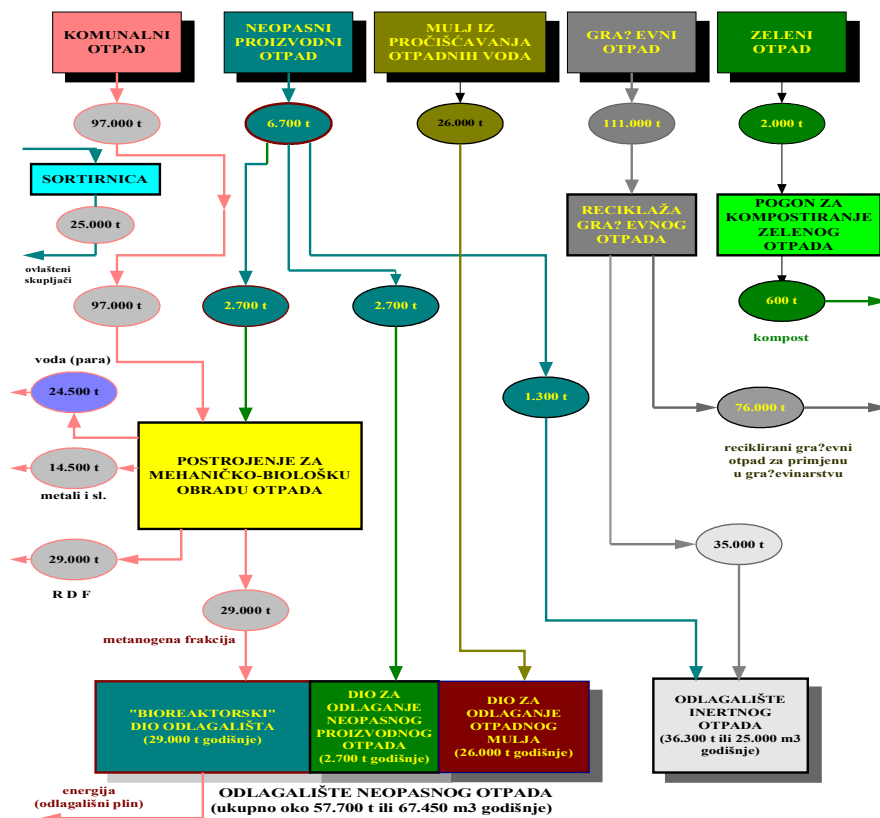 KOMUNALNI
OTPAD
NEOPASNI
PROIZVODNI
OTPAD
MULJ IZ
PROČIŠĆAVANJA
OTPADNIH VODA
GRA? EVNI
OTPAD
ZELENI
OTPAD
97.000 t
6.700 t
26.000 t
111.000 t
2.000 t
SORTIRNICA
25.000 t
ovlašteni
skupljači
RECIKLAŽA
GRA? EVNOG
OTPADA
POGON ZA
KOMPOSTIRANJE
ZELENOG
OTPADA
97.000 t
2.700 t
2.700 t
600 t
kompost
voda (para)
24.500 t
1.300 t
76.000 t
reciklirani gra?evni
otpad za primjenu
u gra?evinarstvu
14.500 t
metali i sl.
POSTROJENJE ZA
MEHANIČKO-BIOLOŠKU
OBRADU OTPADA
29.000 t
R D F
35.000 t
29.000 t
metanogena frakcija
"BIOREAKTORSKI"
DIO ODLAGALIŠTA
(29.000 t godišnje)
DIO ZA
ODLAGANJE
NEOPASNOG
PROIZVODNOG
OTPADA
(2.700 t godišnje)
DIO ZA
ODLAGANJE
OTPADNOG
MULJA
(26.000 t godišnje)
ODLAGALIŠTE
INERTNOG
OTPADA
(36.300 t ili 25.000 m3
godišnje)
energija
(odlagališni plin)
ODLAGALIŠTE NEOPASNOG OTPADA
(ukupno oko 57.700 t ili 67.450 m3 godišnje)